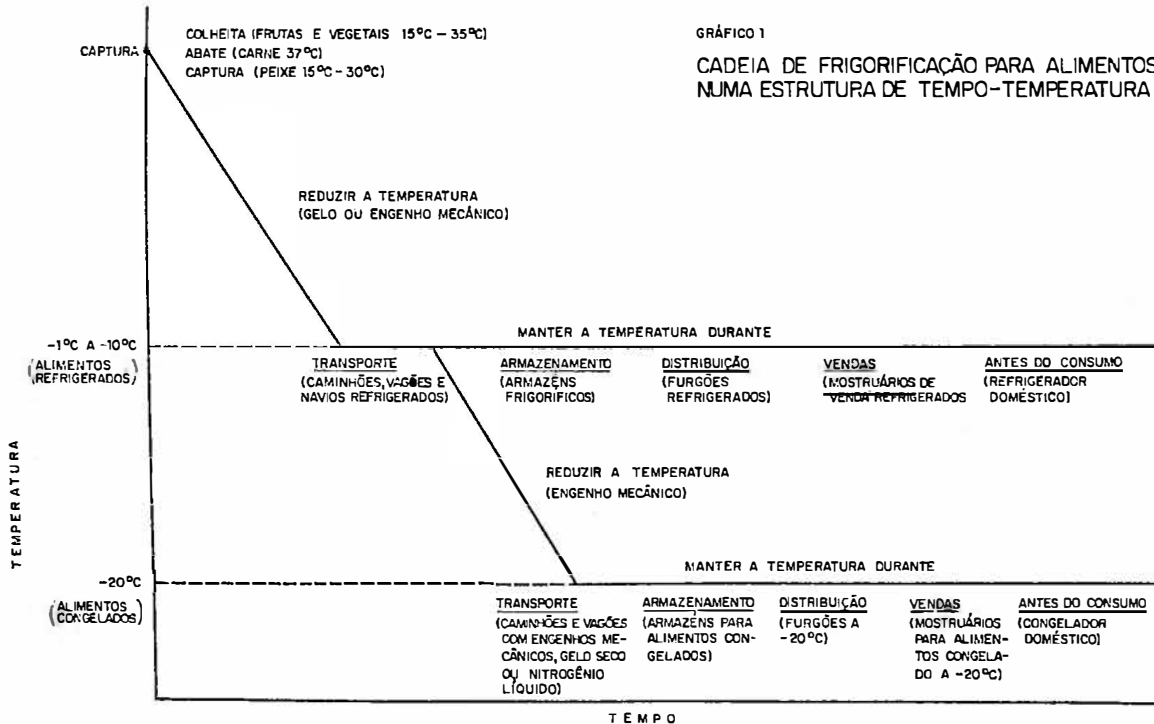 GRÁFICO 1
CADEIA DE FRIGORIFICAÇÃO PARA ALIMENTOS
NUMA ESTRUTURA DE TEMPO-TEMPERATURA
CAPTURA
COLHEITA (FRUTAS E VEGETAIS 15ºC – 35ºC)
ABATE (CARNE 37ºC)
CAPTURA (PEIXE 15ºC – 30ºC)
REDUZIR A TEMPERATURA
(GELO OU ENGENHO MECÂNICO)
-1ºC A -10ºC
(ALIMENTOS
REFRIGERADOS)
MANTER A TEMPERATURA DURANTE
TRANSPORTE
(CAMINHÕES, VAGÕES E
NAVIOS REFRIGERADOS)
ARMAZENAMENTO
(ARMAZÉNS
FRIGORIFICOS)
DISTRIBUIÇÃO
(FURGÕES
REFRIGERADOS)
VENDAS
(MOSTRUÁRIOS DE
VENDA REFRIGERADOS
ANTES DO CONSUMO
(REFRIGERADOR
DOMÉSTICO)
REDUZIR A TEMPERATURA
(ENGENHO MECÂNICO)
-20ºC
(ALIMENTOS
CONGELADOS)
MANTER A TEMPERATURA DURANTE
TRANSPORTE
(CAMINHÕES E VAGÕES
COM ENGENHOS ME-
CÂNICOS, GELO SECO
OU NITROGÊNIO
LÍQUIDO)
ARMAZENAMENTO
(ARMAZÉNS PARA
ALIMENTOS CON-
GELADOS)
DISTRIBUIÇÃO
(FURGÕES A
-20ºC)
VENDAS
(MOSTRUÁRIOS
PARA ALIMEN-
TOS CONGELA-
DO A -20ºC)
ANTES DO CONSUMO
(CONGELADOR
DOMÉSTICO)
TEMPERATURA
TEMPO